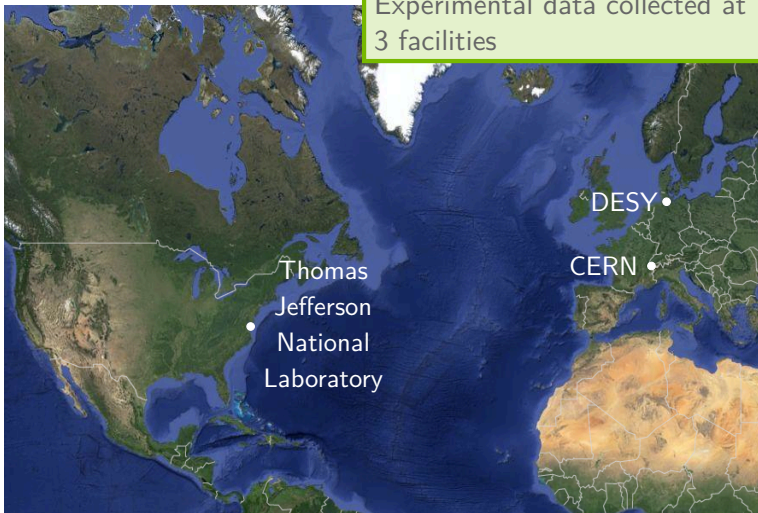 Experimental data collected at
3 facilities
DESY
CERN
Thomas
Jefferson
National
Laboratory